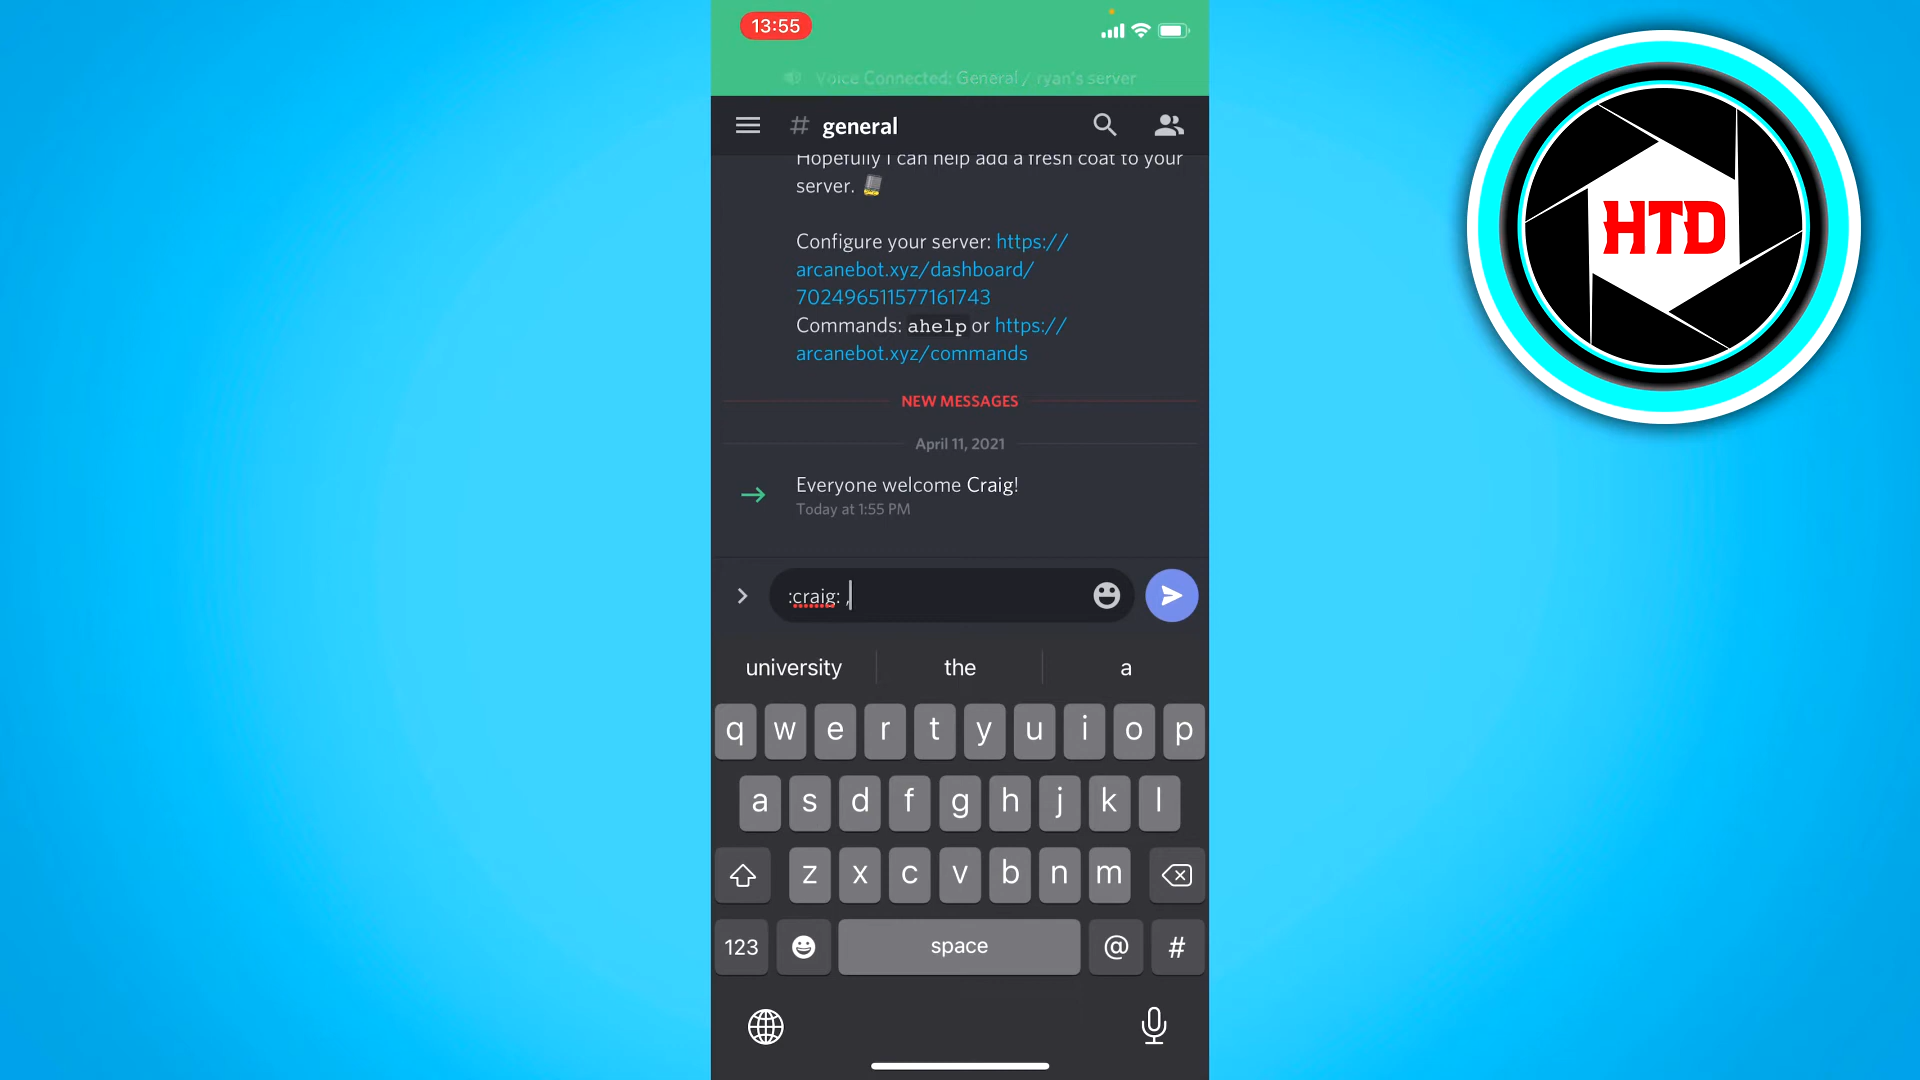 13:55
Voice Connected: General / ryan's server
# general
Hopefully I can help add a fresh coat to your
server.
Configure your server: https://
arcanebot.xyz/dashboard/
702496511577161743
Commands: ahelp or https://
arcanebot.xyz/commands
NEW MESSAGES
April 11, 2021
Everyone welcome Craig!
Today at 1:55 PM
:craig: ,
university the a
q w e r t y u i o p
a s d f g h j k l
z x c v b n m
123 space @ #
HTD